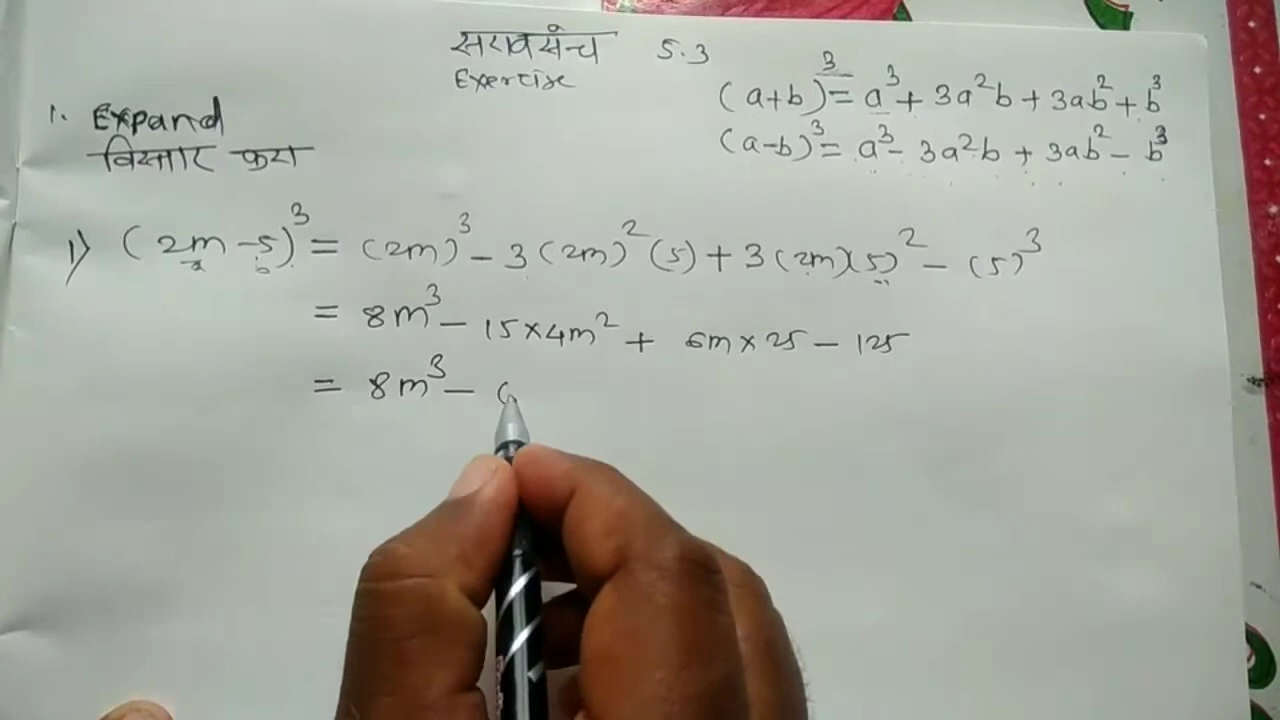 सरावसंच 5.3
Exercise
(a+b)³ = a³ + 3a²b + 3ab² + b³
(a-b)³ = a³ - 3a²b + 3ab² - b³
1. Expand
विस्तार करा
1) (2m - 5)³ = (2m)³ - 3(2m)²(5) + 3(2m)(5)² - (5)³
= 8m³ - 15×4m² + 6m×25 - 125
= 8m³ -